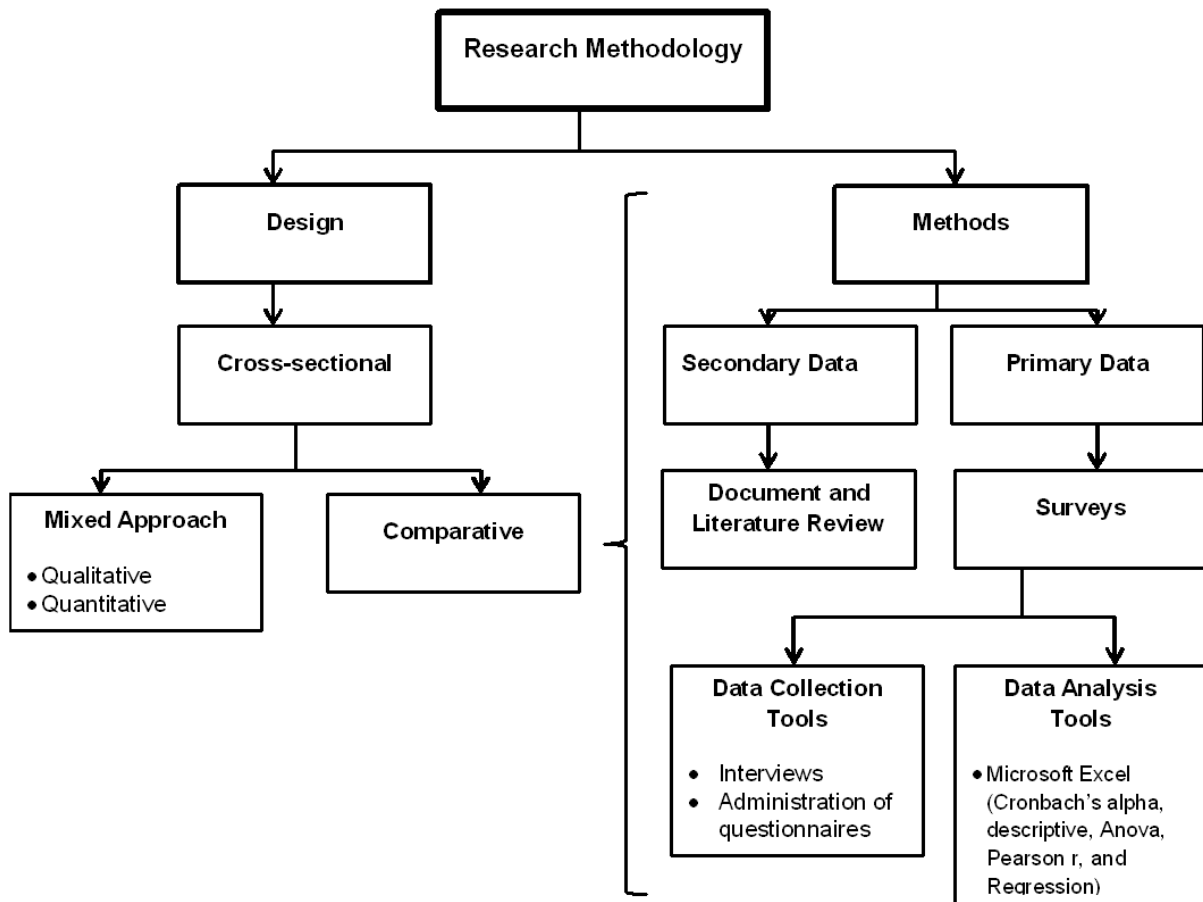 Research Methodology
Design
Methods
Cross-sectional
Secondary Data
Primary Data
Mixed Approach
• Qualitative
• Quantitative
Comparative
Document and
Literature Review
Surveys
Data Collection
Tools
• Interviews
• Administration of
questionnaires
Data Analysis
Tools
• Microsoft Excel
(Cronbach's alpha,
descriptive, Anova,
Pearson r, and
Regression)